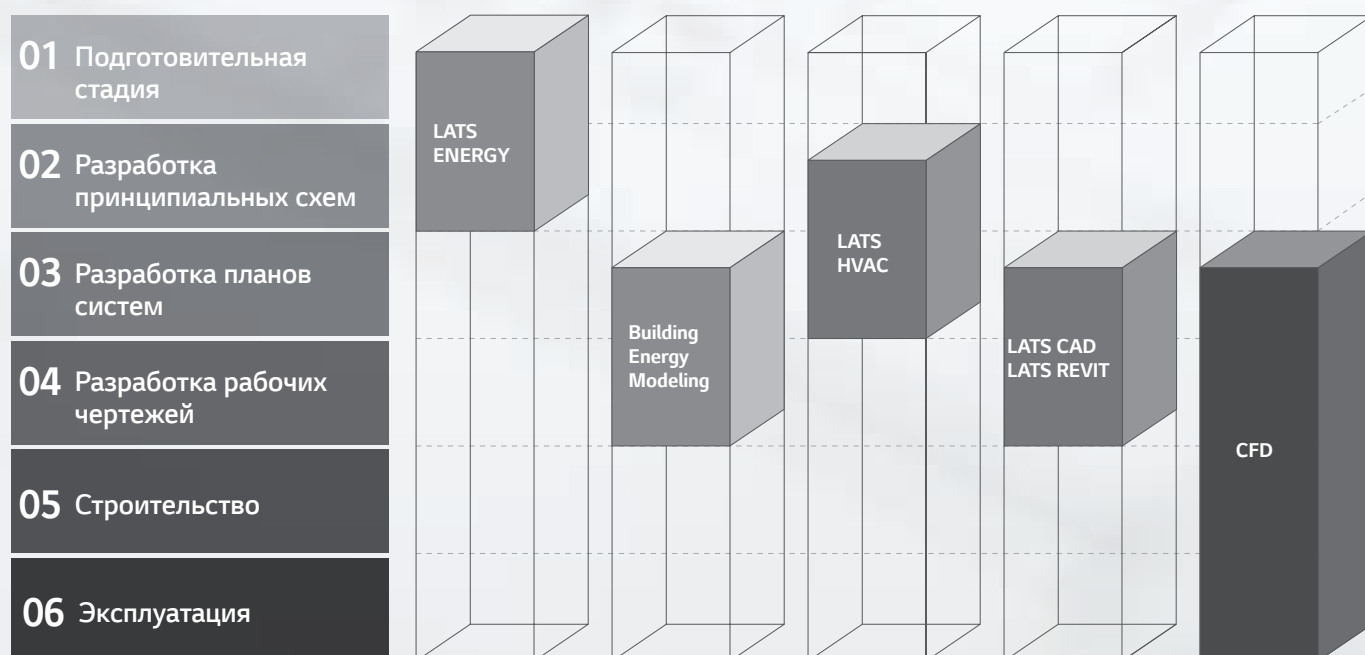 01 Подготовительная
стадия
02 Разработка
принципиальных схем
03 Разработка планов
систем
04 Разработка рабочих
чертежей
05 Строительство
06 Эксплуатация
LATS
ENERGY
Building
Energy
Modeling
LATS
HVAC
LATS CAD
LATS REVIT
CFD